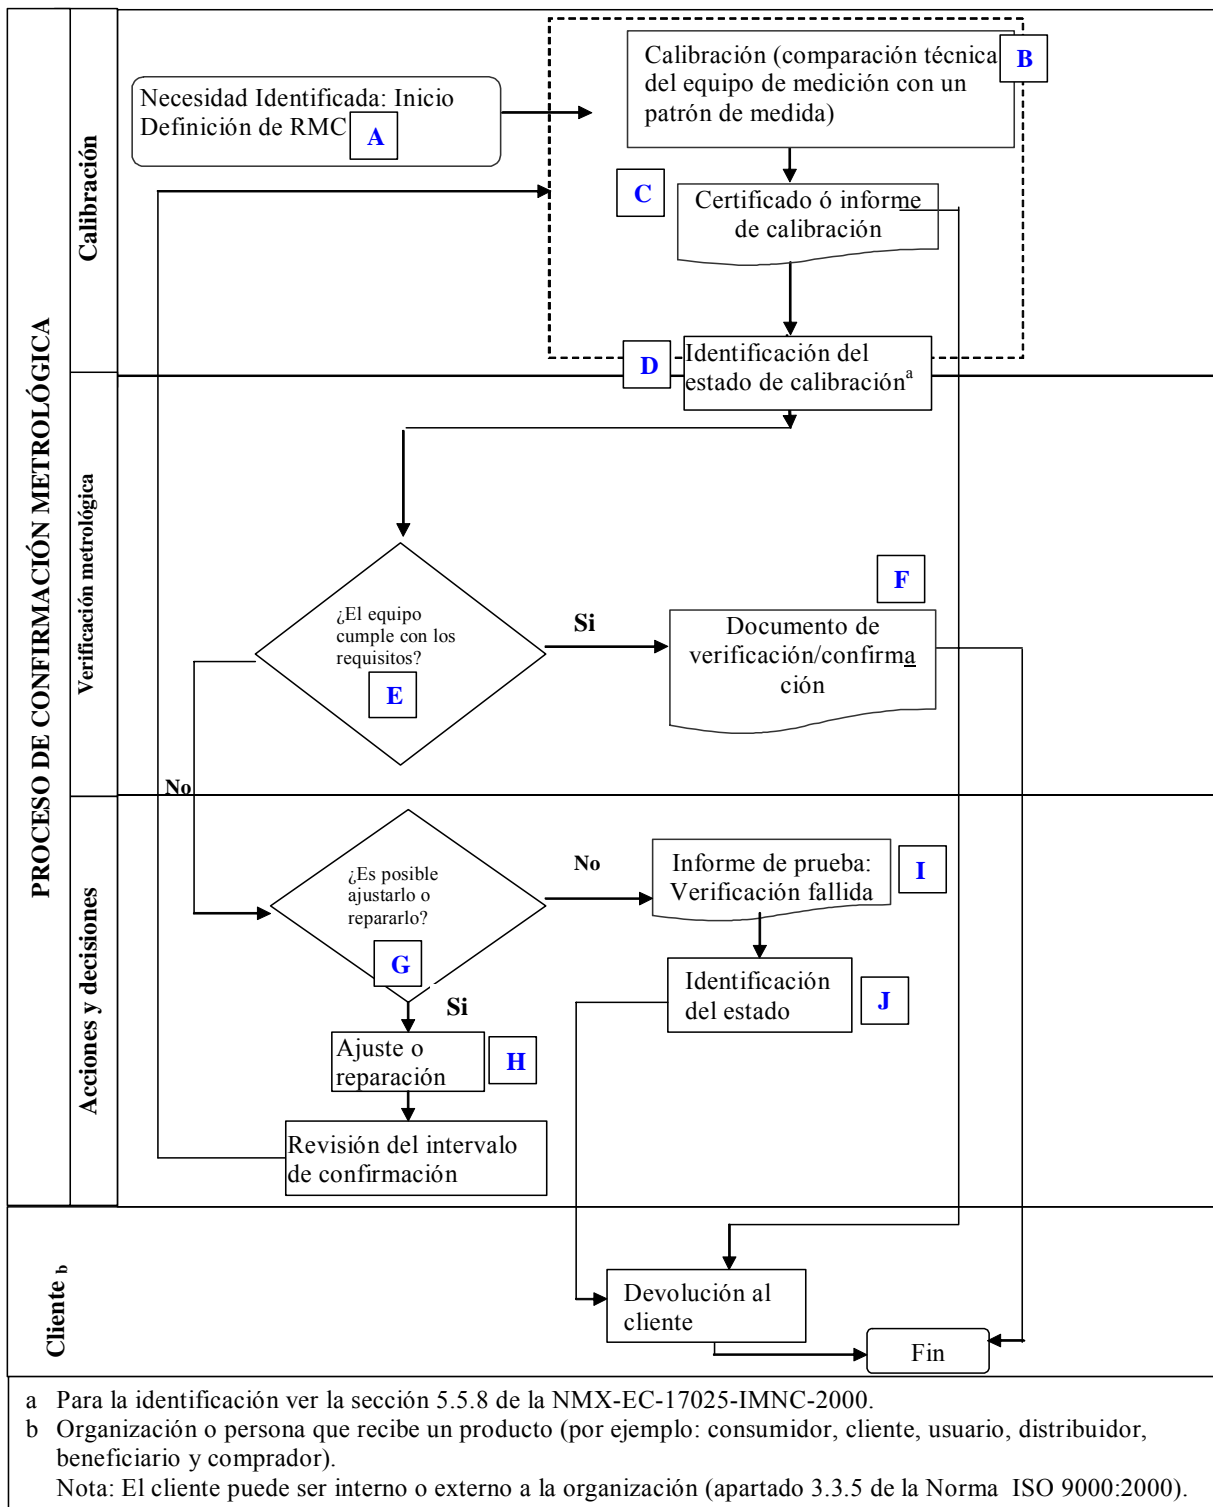 PROCESO DE CONFIRMACIÓN METROLÓGICA
Calibración
Necesidad Identificada: Inicio
Definición de RMC
A
Calibración (comparación técnica
del equipo de medición con un
patrón de medida)
B
C
Certificado ó informe
de calibración
D
Identificación del
estado de calibraciónª
Verificación metrológica
¿El equipo
cumple con los
requisitos?
E
Si
F
Documento de
verificación/confirma
ción
No
Acciones y decisiones
¿Es posible
ajustarlo o
repararlo?
G
No
Informe de prueba:
Verificación fallida
I
Si
Identificación
del estado
J
Ajuste o
reparación
H
Revisión del intervalo
de confirmación
Cliente b
Devolución al
cliente
Fin
a Para la identificación ver la sección 5.5.8 de la NMX-EC-17025-IMNC-2000.
b Organización o persona que recibe un producto (por ejemplo: consumidor, cliente, usuario, distribuidor,
beneficiario y comprador).
Nota: El cliente puede ser interno o externo a la organización (apartado 3.3.5 de la Norma ISO 9000:2000).